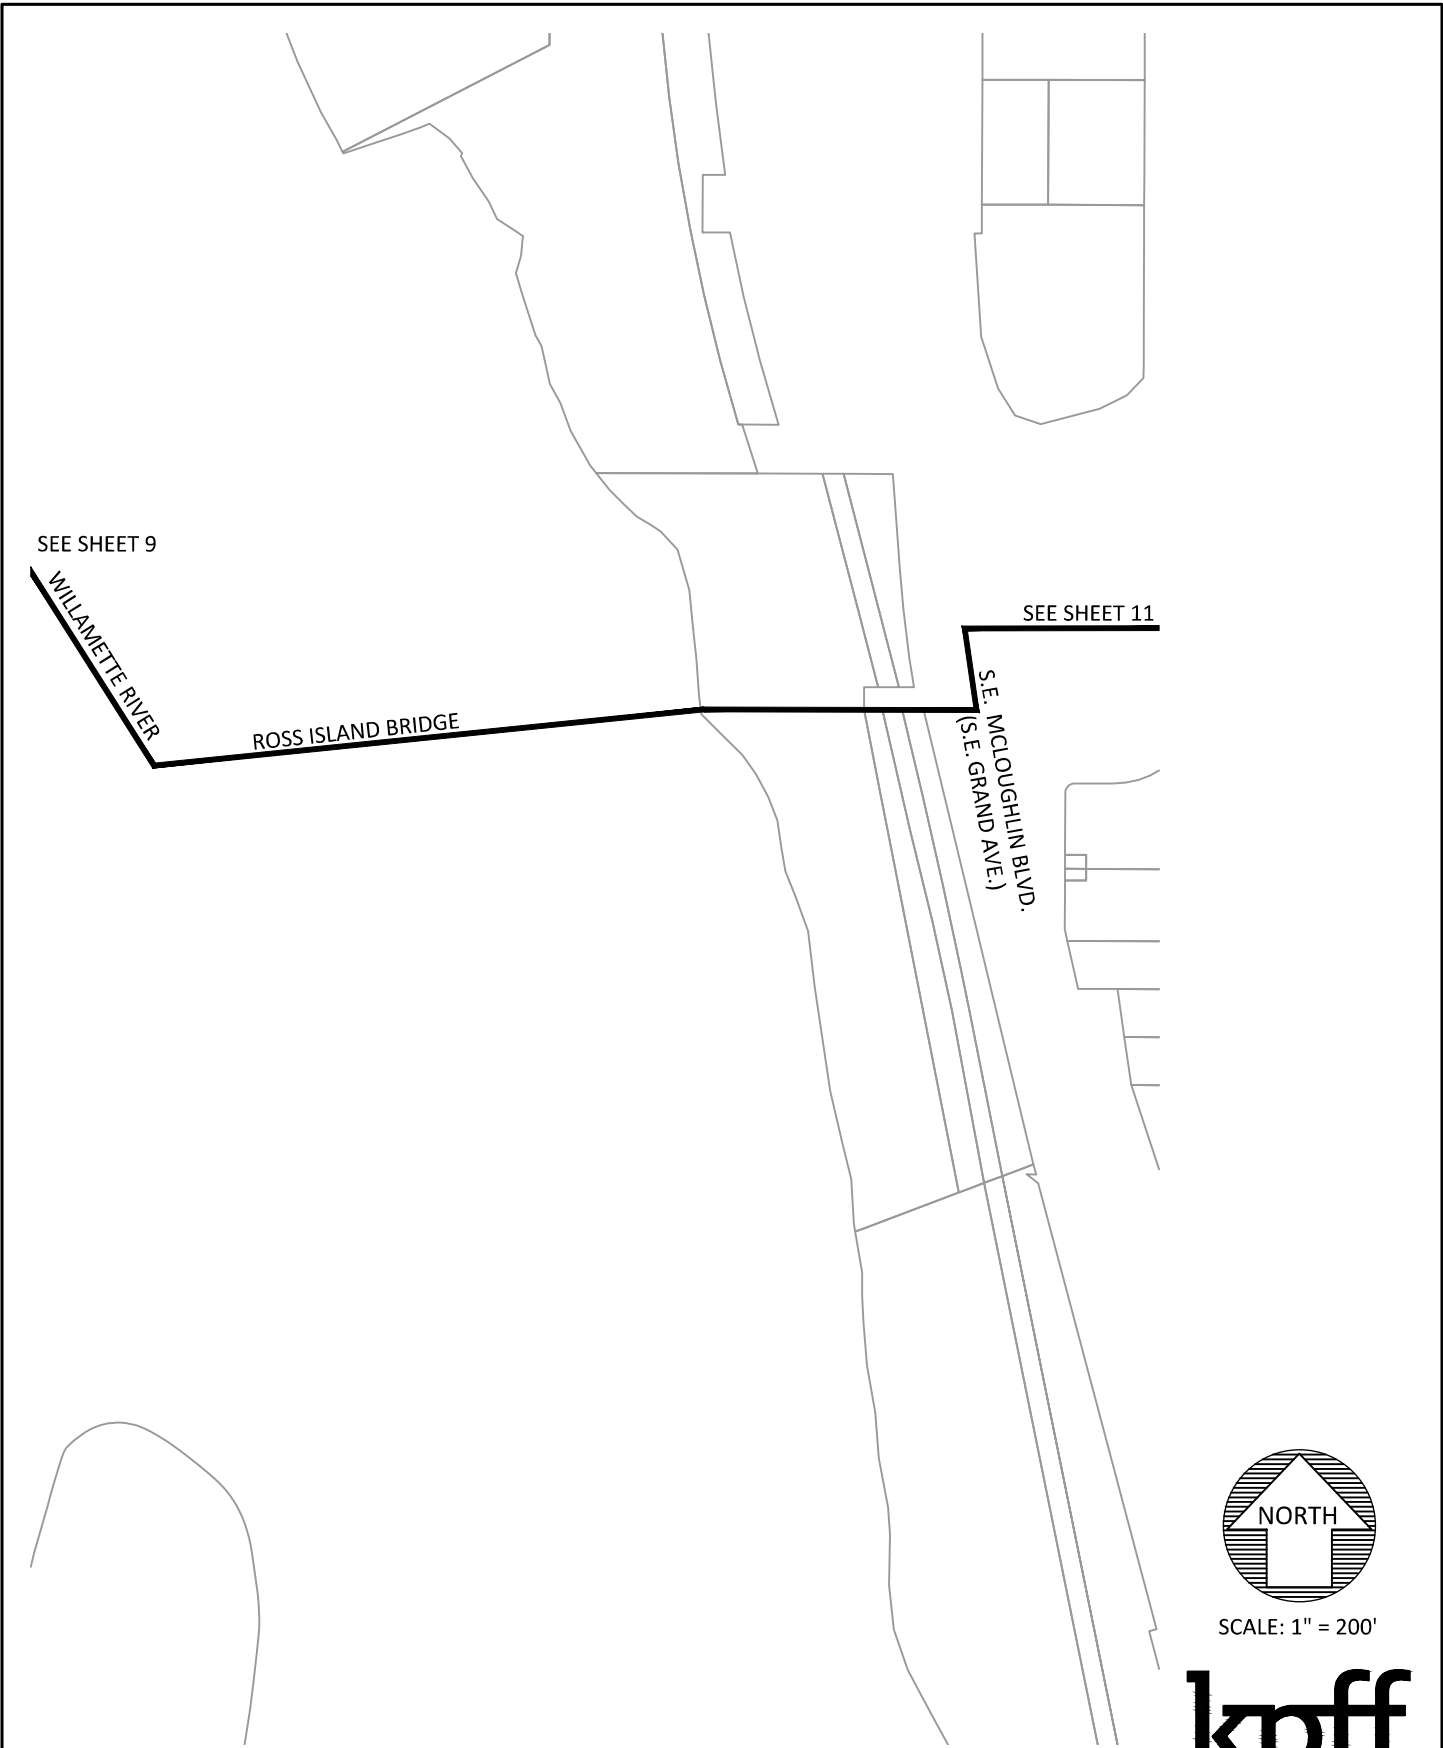 SEE SHEET 9
WILLAMETTE RIVER
ROSS ISLAND BRIDGE
SEE SHEET 11
S.E. MCLOUGHLIN BLVD.
(S.E. GRAND AVE.)
NORTH
SCALE: 1" = 200'
kpff